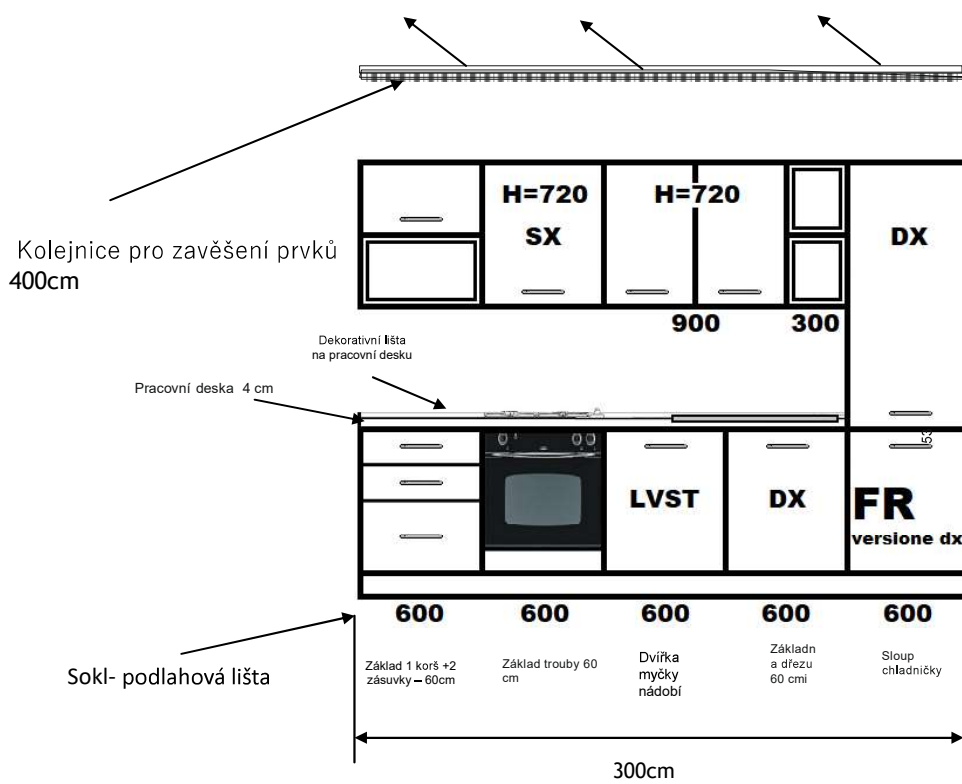 H=720
SX
H=720
DX
Kolejnice pro zavěšení prvků
400cm
900
300
Dekorativní lišta
na pracovní desku
Pracovní deska 4 cm
53
LVST
DX
FR
versione dx
600
600
600
600
600
Sokl- podlahová lišta
Základ 1 korš +2
zásuvky – 60cm
Základ trouby 60
cm
Dvířka
myčky
nádobí
Základn
a dřezu
60 cmi
Sloup
chladničky
300cm